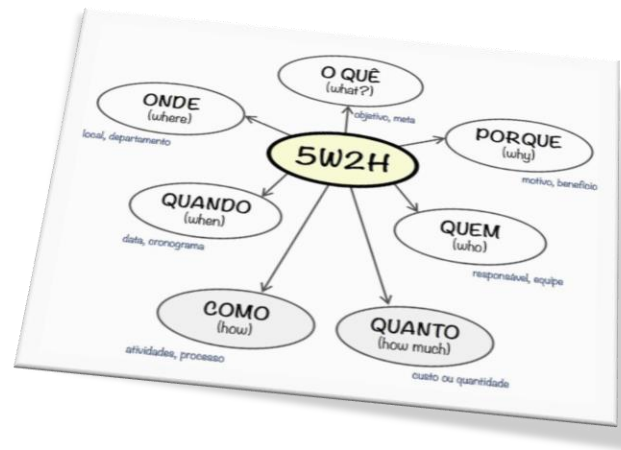 O QUÊ
(what?)
objetivo, meta
ONDE
(where)
local, departamento
PORQUE
(why)
motivo, benefício
5W2H
QUANDO
(when)
data, cronograma
QUEM
(who)
responsável, equipe
COMO
(how)
atividades, processo
QUANTO
(how much)
custo ou quantidade